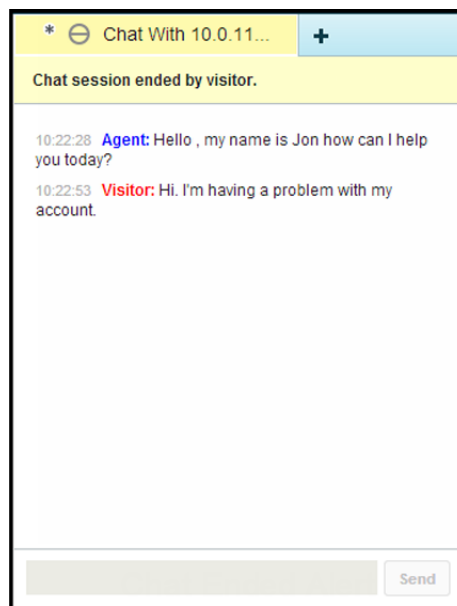 * Chat With 10.0.11...
+
Chat session ended by visitor.
10:22:28 Agent: Hello , my name is Jon how can I help
you today?
10:22:53 Visitor: Hi. I'm having a problem with my
account.
Send